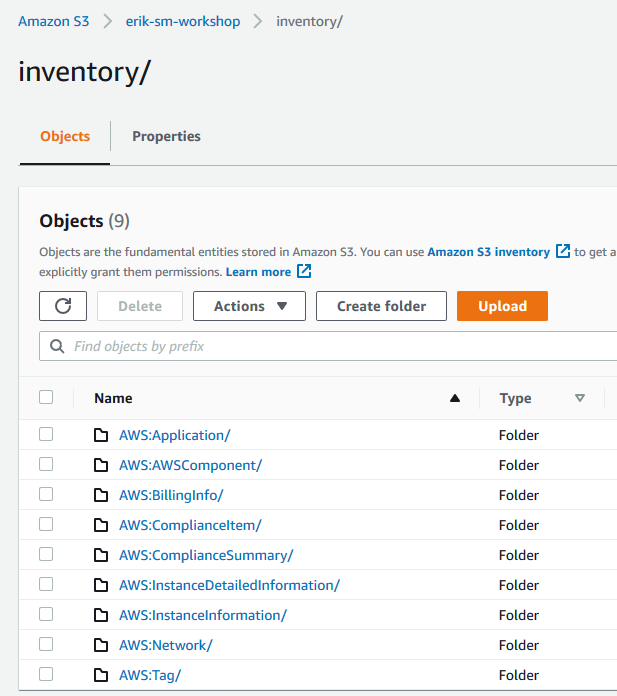 Amazon S3 > erik-sm-workshop > inventory/
inventory/
Objects Properties
Objects (9)
Objects are the fundamental entities stored in Amazon S3. You can use Amazon S3 inventory to get a
explicitly grant them permissions. Learn more
Delete Actions Create folder Upload
Find objects by prefix
Name Type
AWS:Application/ Folder
AWS:AWSComponent/ Folder
AWS:BillingInfo/ Folder
AWS:ComplianceItem/ Folder
AWS:ComplianceSummary/ Folder
AWS:InstanceDetailedInformation/ Folder
AWS:InstanceInformation/ Folder
AWS:Network/ Folder
AWS:Tag/ Folder